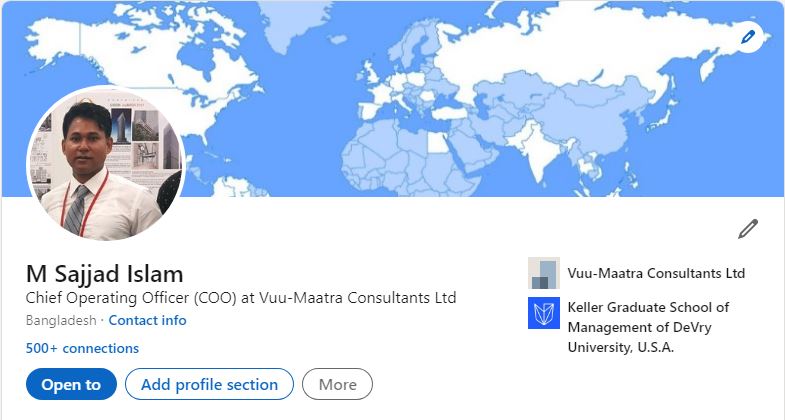 M Sajjad Islam
Chief Operating Officer (COO) at Vuu-Maatra Consultants Ltd
Bangladesh · Contact info
500+ connections
Open to
Add profile section
More
Vuu-Maatra Consultants Ltd
Keller Graduate School of
Management of DeVry
University, U.S.A.